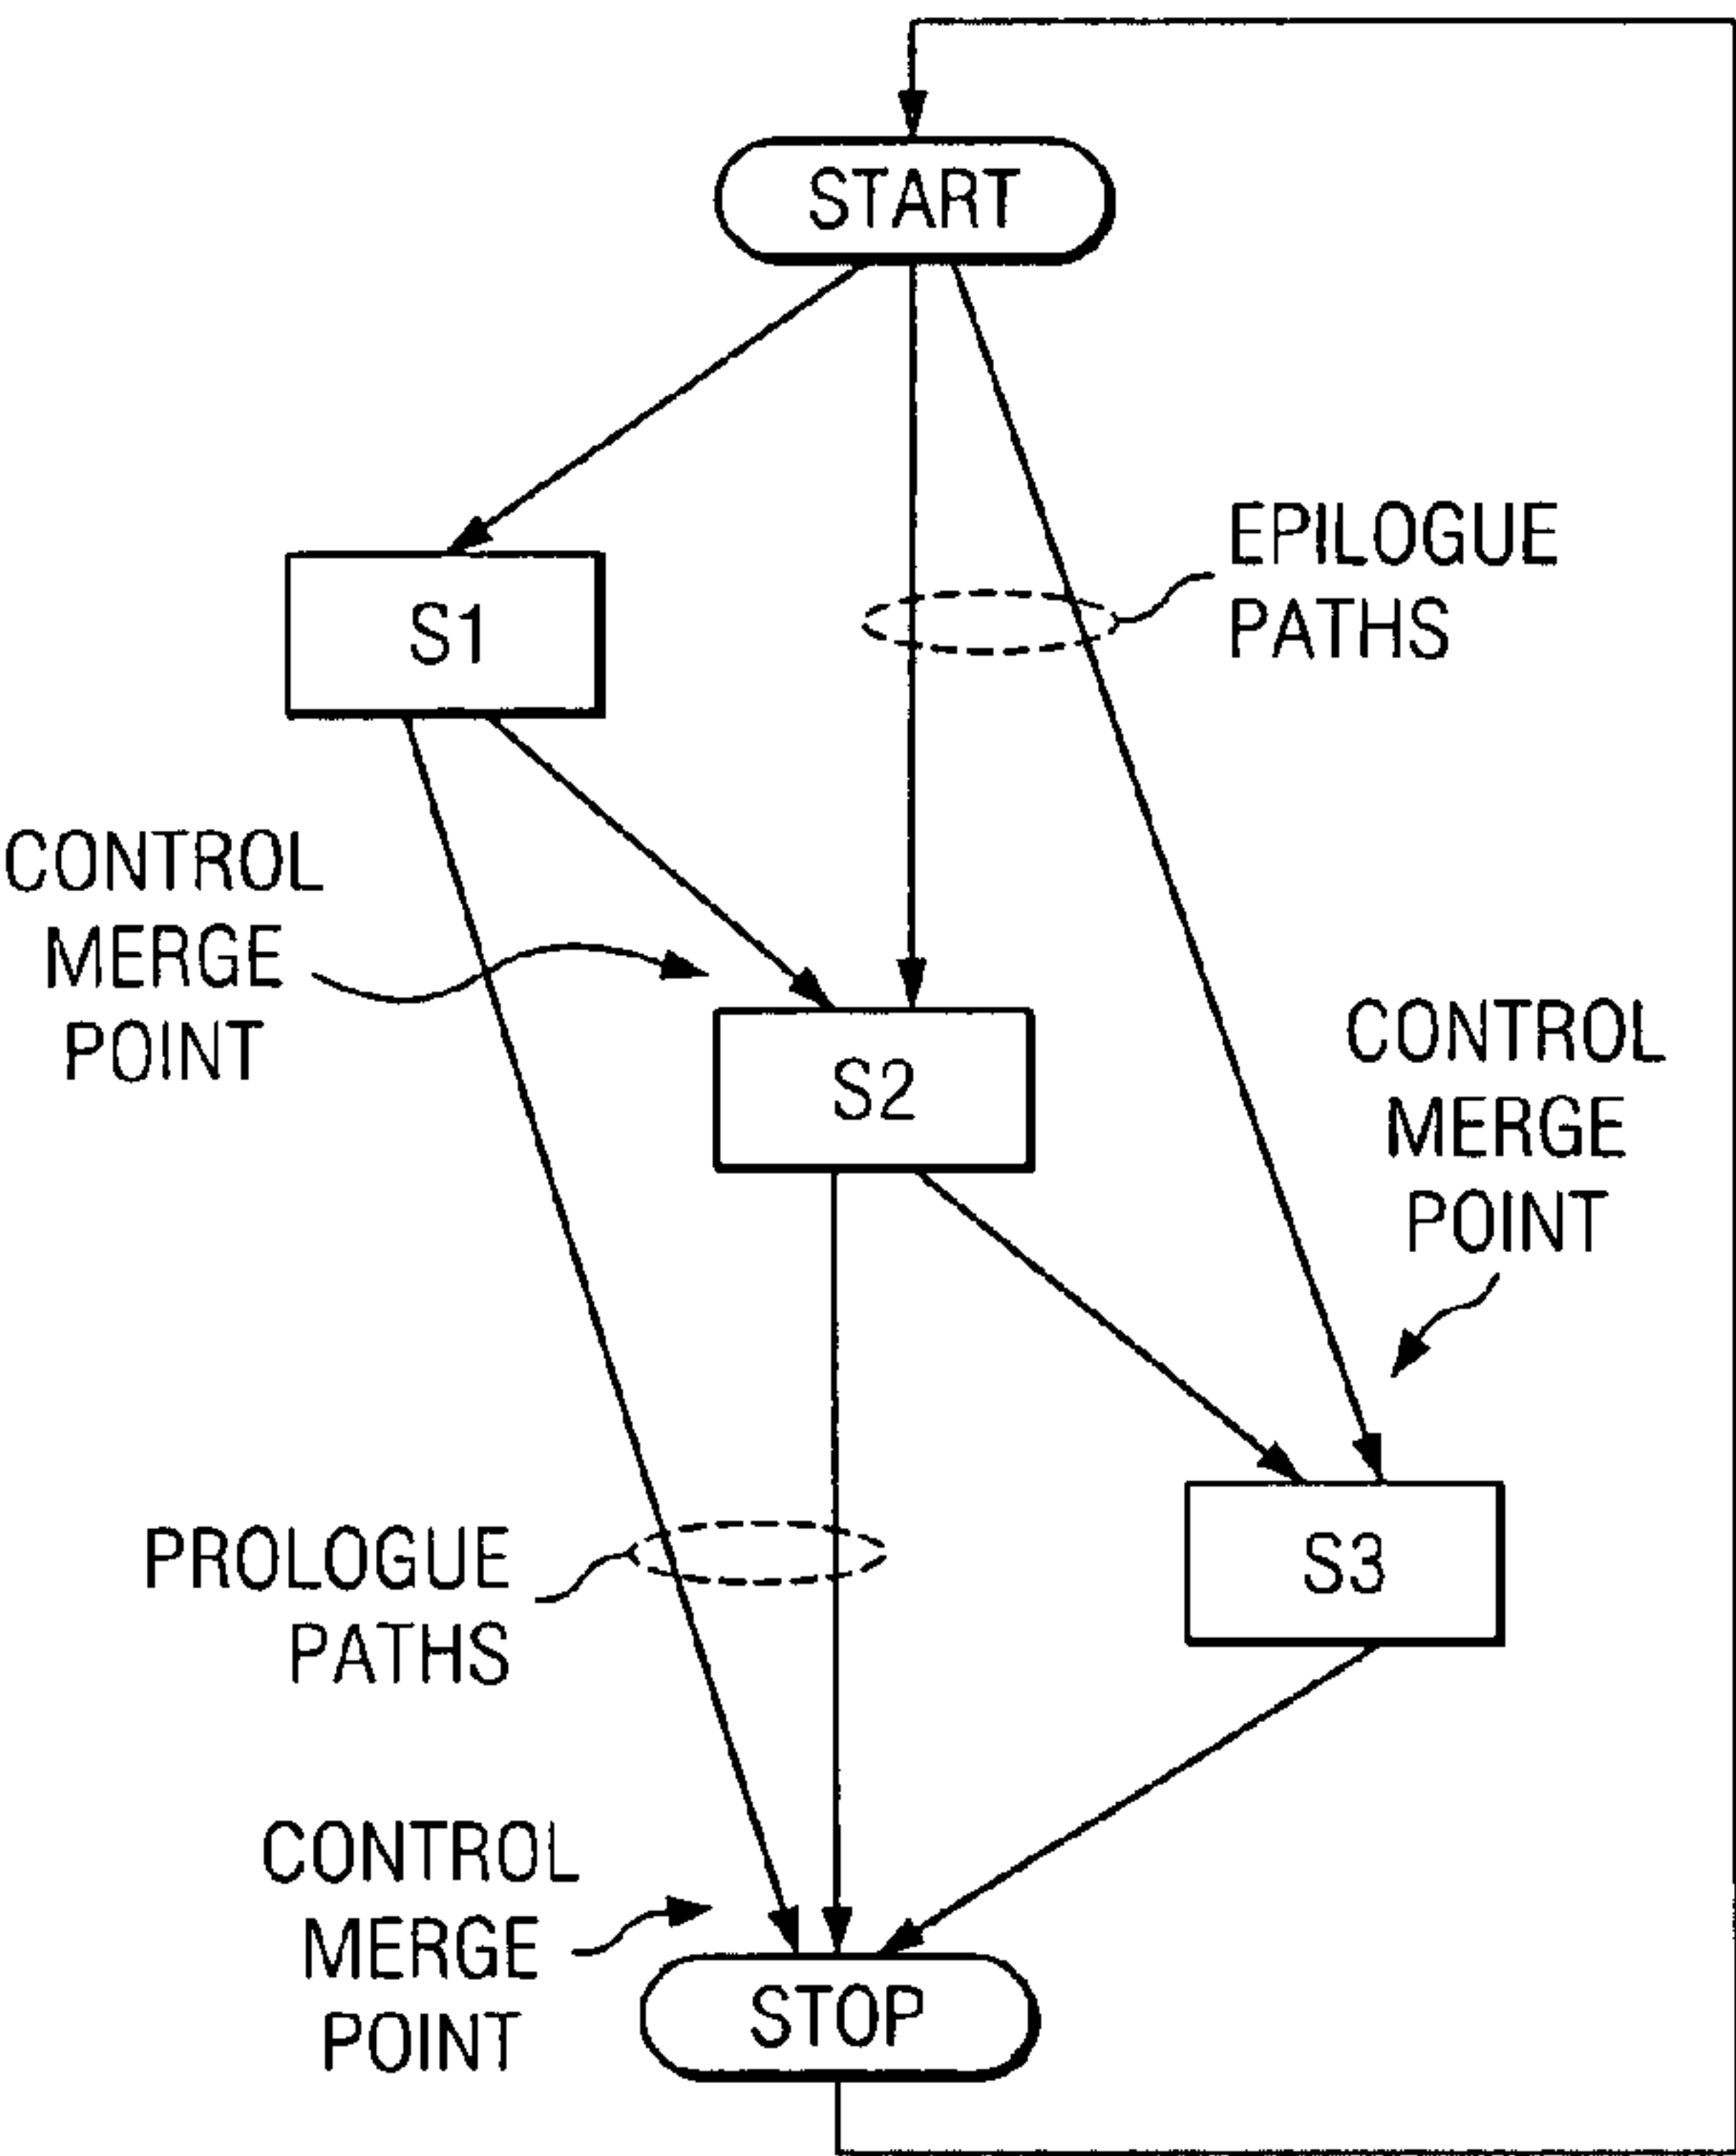 START
EPILOGUE
PATHS
S1
CONTROL
MERGE
POINT
S2
CONTROL
MERGE
POINT
PROLOGUE
PATHS
S3
CONTROL
MERGE
POINT
STOP